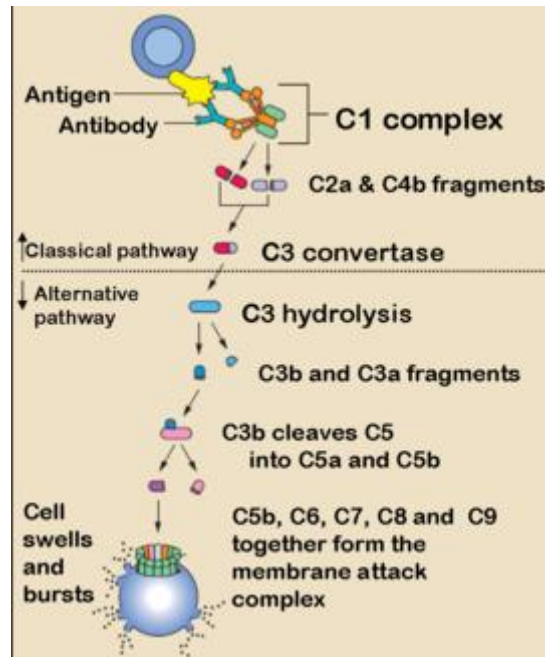 Antigen
Antibody
C1 complex
C2a & C4b fragments
Classical pathway
C3 convertase
Alternative
pathway
C3 hydrolysis
C3b and C3a fragments
C3b cleaves C5
into C5a and C5b
Cell
swells
and
bursts
C5b, C6, C7, C8 and C9
together form the
membrane attack
complex